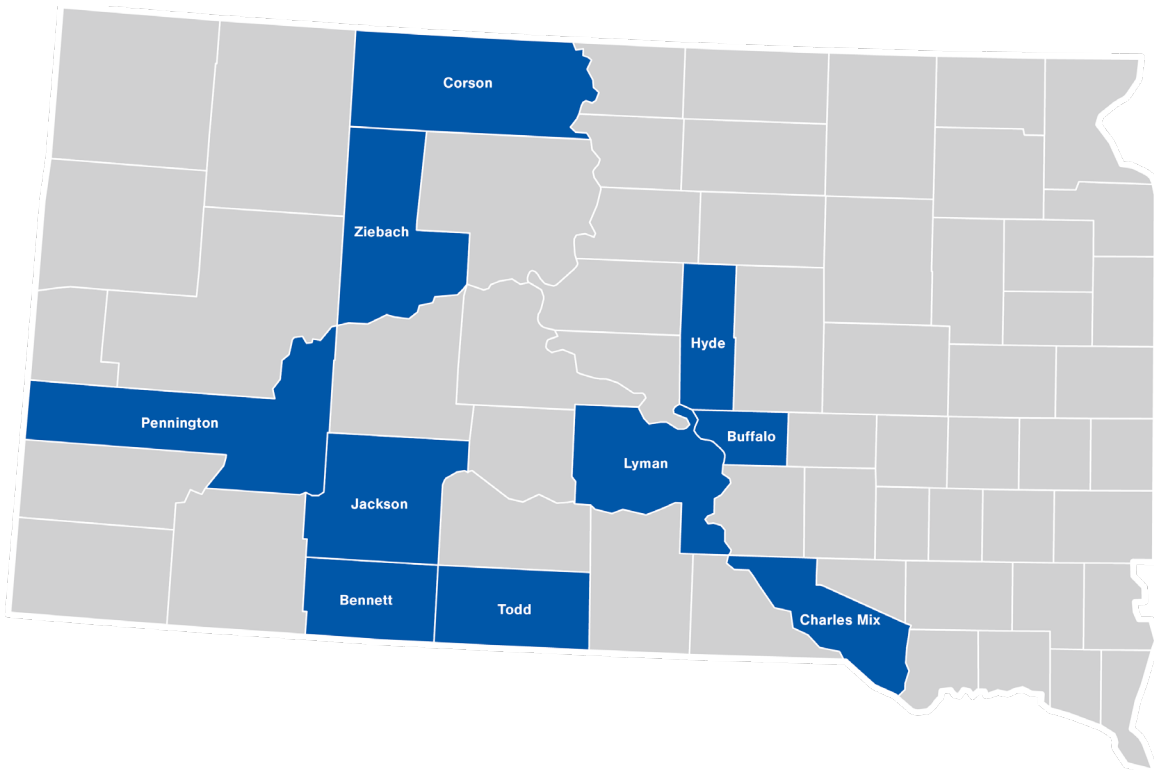 Corson
Ziebach
Hyde
Pennington
Buffalo
Lyman
Jackson
Bennett
Todd
Charles Mix